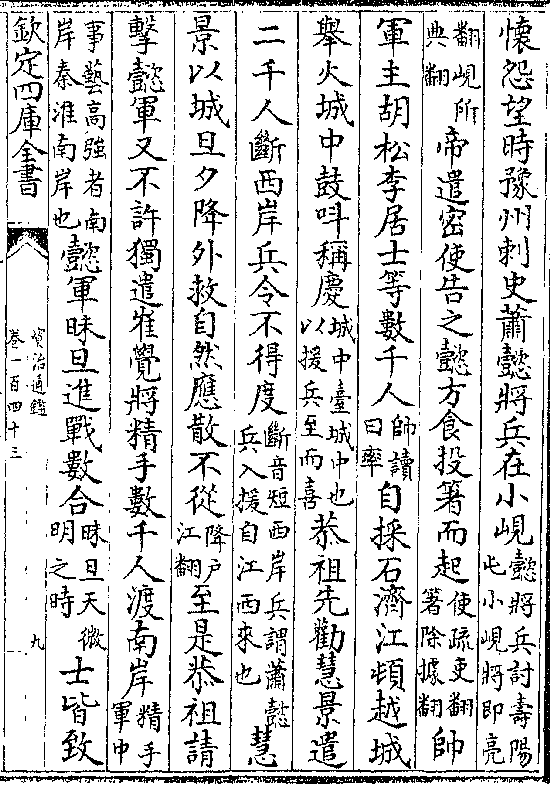 懷怨望時豫州刺史蕭懿將兵在小峴懿將兵討壽陽屯小峴將即亮
翻峴所典翻帝遣密使告之懿方食投箸而起使疏吏翻箸除據翻帥
軍主胡松李居士等數千人帥讀曰率自採石濟江頓越城
舉火城中鼓呌稱慶城中臺城中也以援兵至而喜恭祖先勸慧景遣
二千人斷西岸兵令不得度斷音短西岸兵謂蕭懿兵入援自江西來也慧
景以城旦夕降外救自然應散不從降戶江翻至是恭祖請
擊懿軍又不許獨遣崔覺將精手數千人渡南岸精手軍中
事藝高強者南岸秦淮南岸也懿軍昧旦進戰數合昧旦天微明之時士皆致
欽定四庫全書
資治通鑑
卷一百四十三
九